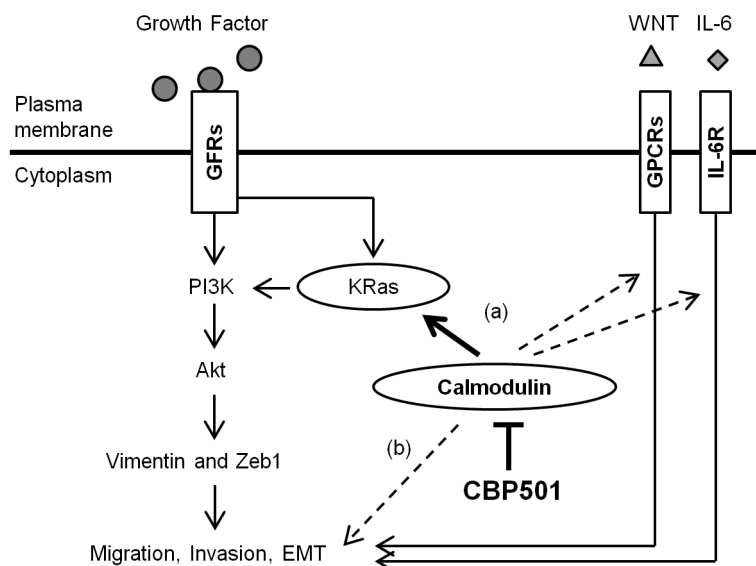 Growth Factor
WNT
IL-6
Plasma
membrane
GFRs
GPCRs
IL-6R
Cytoplasm
PI3K
KRas
(a)
Akt
Calmodulin
(b)
Vimentin and Zeb1
CBP501
Migration, Invasion, EMT